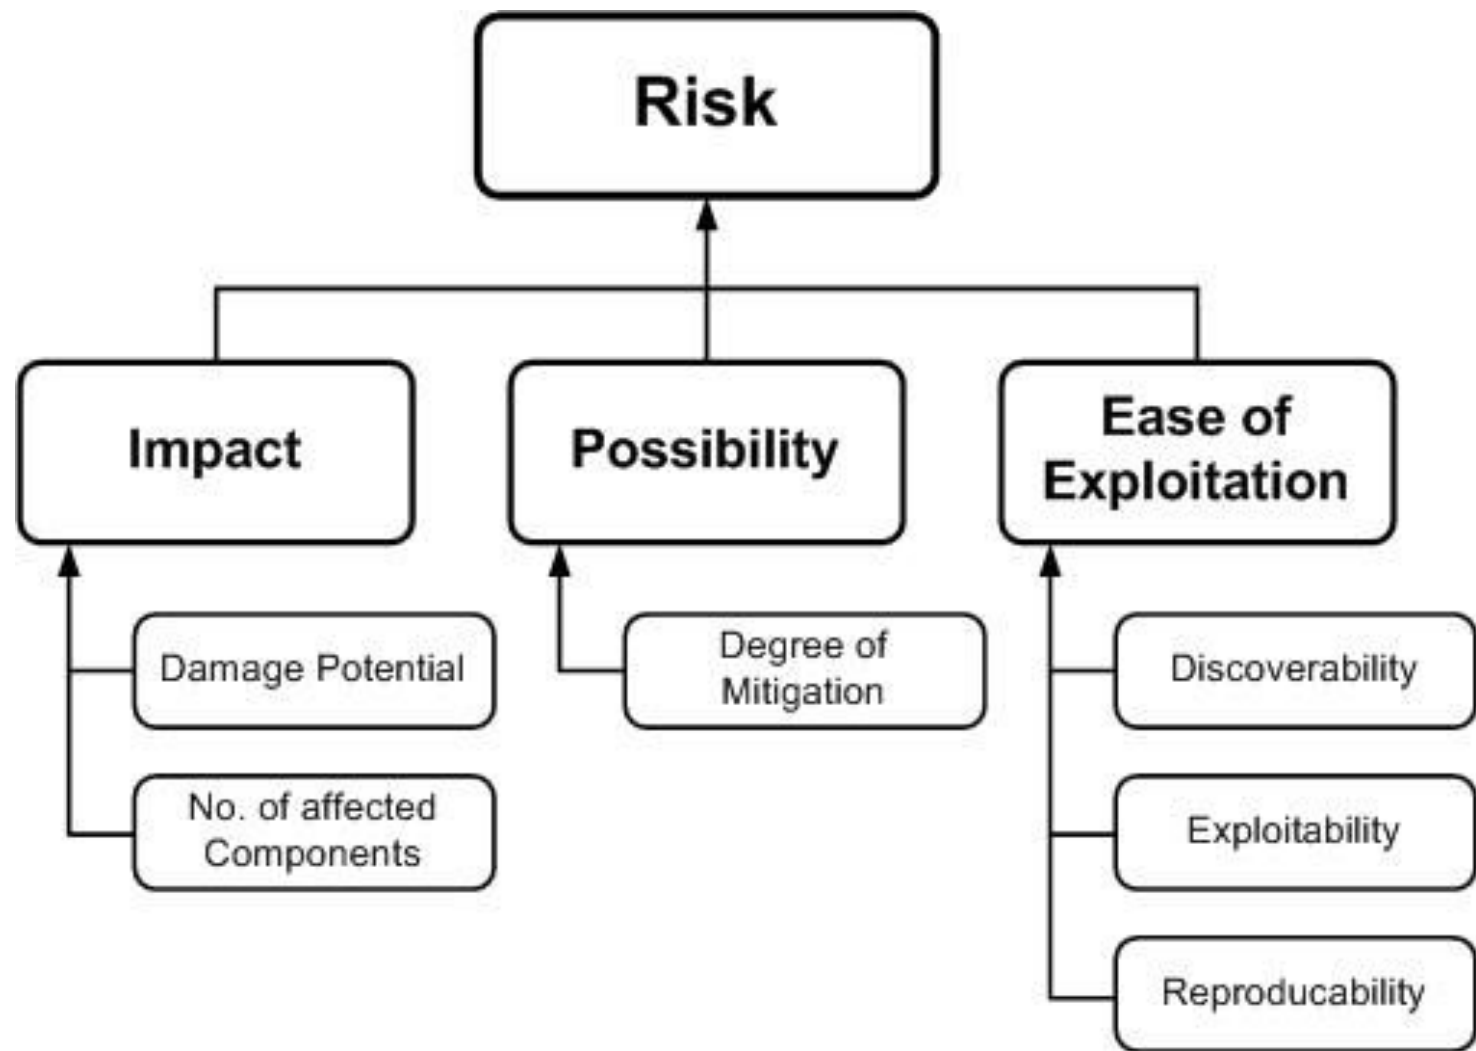 Risk
Impact
Possibility
Ease of
Exploitation
Damage Potential
No. of affected
Components
Degree of
Mitigation
Discoverability
Exploitability
Reproducability